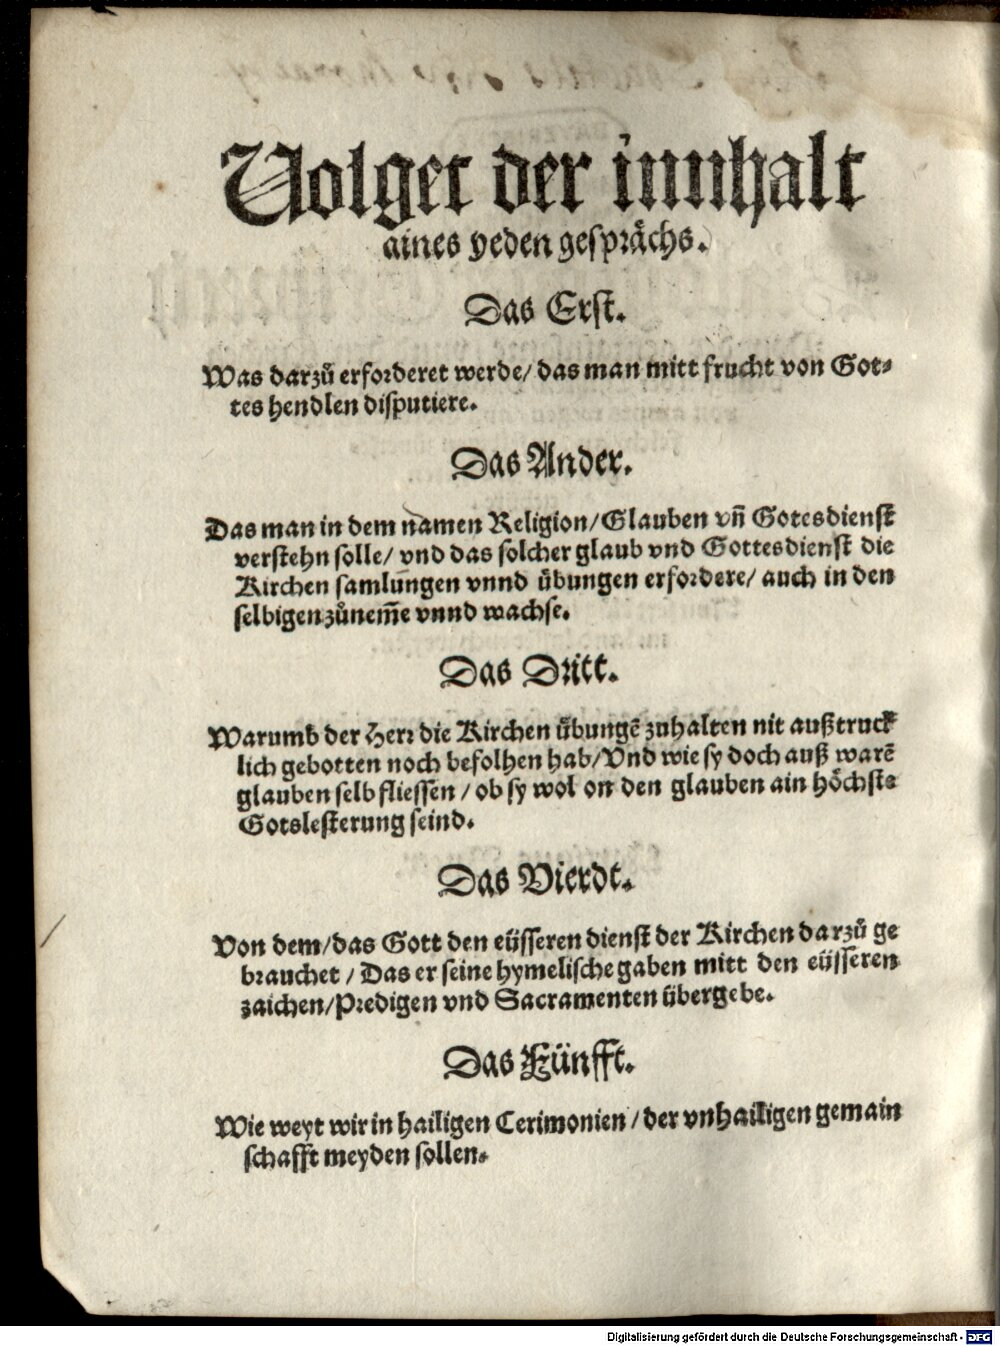 Volget der innhalt
aines yeden gesprächs.
Das Erst.
Was darzů erforderet werde/ das man mitt frucht von Got-
tes hendlen disputiere.
Das Ander.
Das man in dem namen Religion/Glauben vn̄ Gotesdienst
verstehn solle/ vnd das solcher glaub vnd Gottesdienst die
Kirchen samlungen vnnd übungen erfordere/ auch in den
selbigen zůnem̄e vnnd wachse.
Das Dritt.
Warumb der Herr die Kirchen übungē zuhalten nit außtruck
lich gebotten noch befolhen hab/Vnd wie sy doch auß warē
glauben selb fliessen / ob sy wol on den glauben ain höchste
Gotslesterung seind.
Das Vierdt.
Von dem/das Gott den eüsseren dienst der Kirchen darzů ge
brauchet / Das er seine hymelische gaben mitt den eüsseren
zaichen/Predigen vnd Sacramenten übergebe.
Das Fünfft.
Wie weyt wir in hailigen Cerimonien / der vnhailigen gemain
schafft meyden sollen.
Digitalisierung gefördert durch die Deutsche Forschungsgemeinschaft - DFG